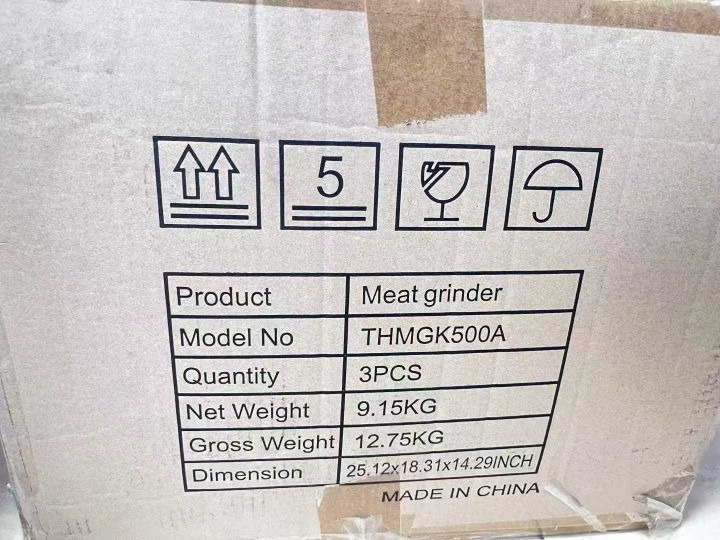 5
Product Meat grinder
Model No THMGK500A
Quantity 3PCS
Net Weight 9.15KG
Gross Weight 12.75KG
Dimension 25.12x18.31x14.29INCH
MADE IN CHINA